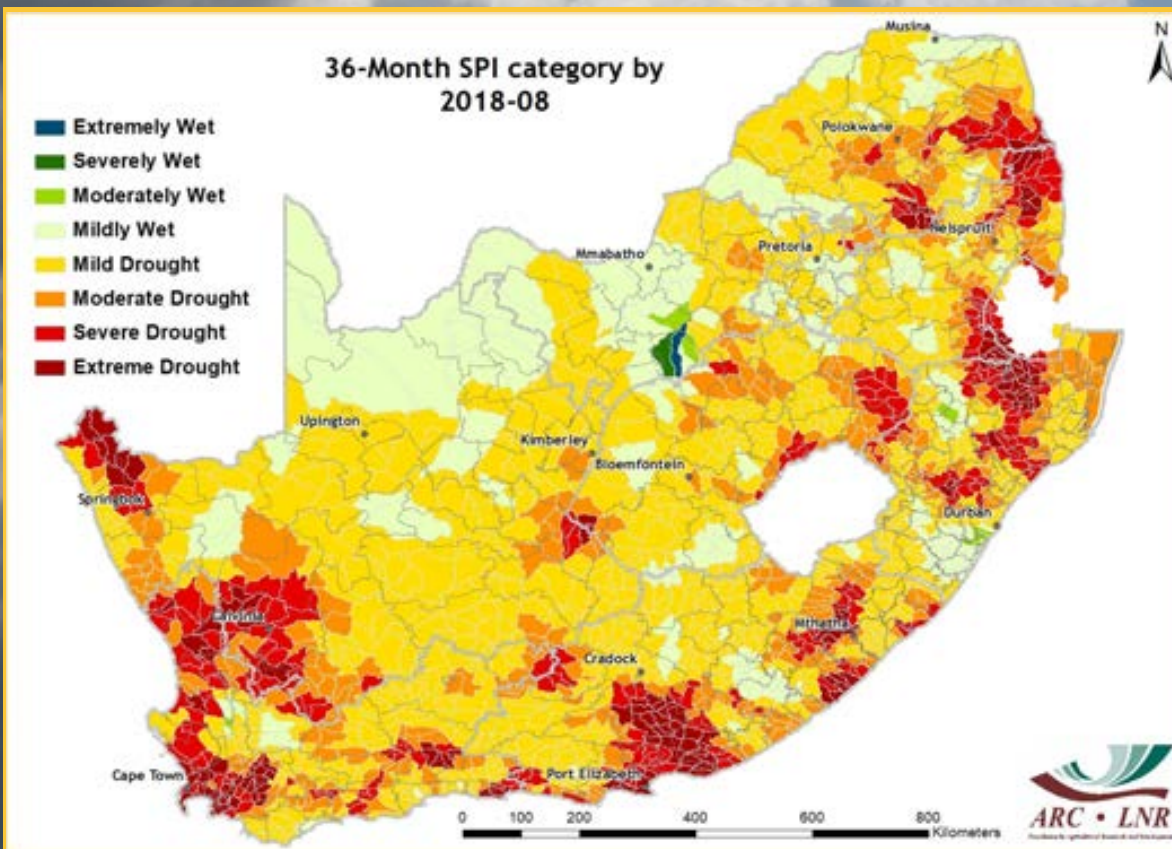 36-Month SPI category by
2018-08
N
Extremely Wet
Severely Wet
Moderately Wet
Mildly Wet
Mild Drought
Moderate Drought
Severe Drought
Extreme Drought
Musina
Polokwane
Nelspruit
Mmabatho
Pretoria
Upington
Kimberley
Bloemfontein
Springbok
Durban
Mthatha
Cradock
Cape Town
Port Elizabeth
0 100 200 400 600 800
Kilometers
ARC • LNR